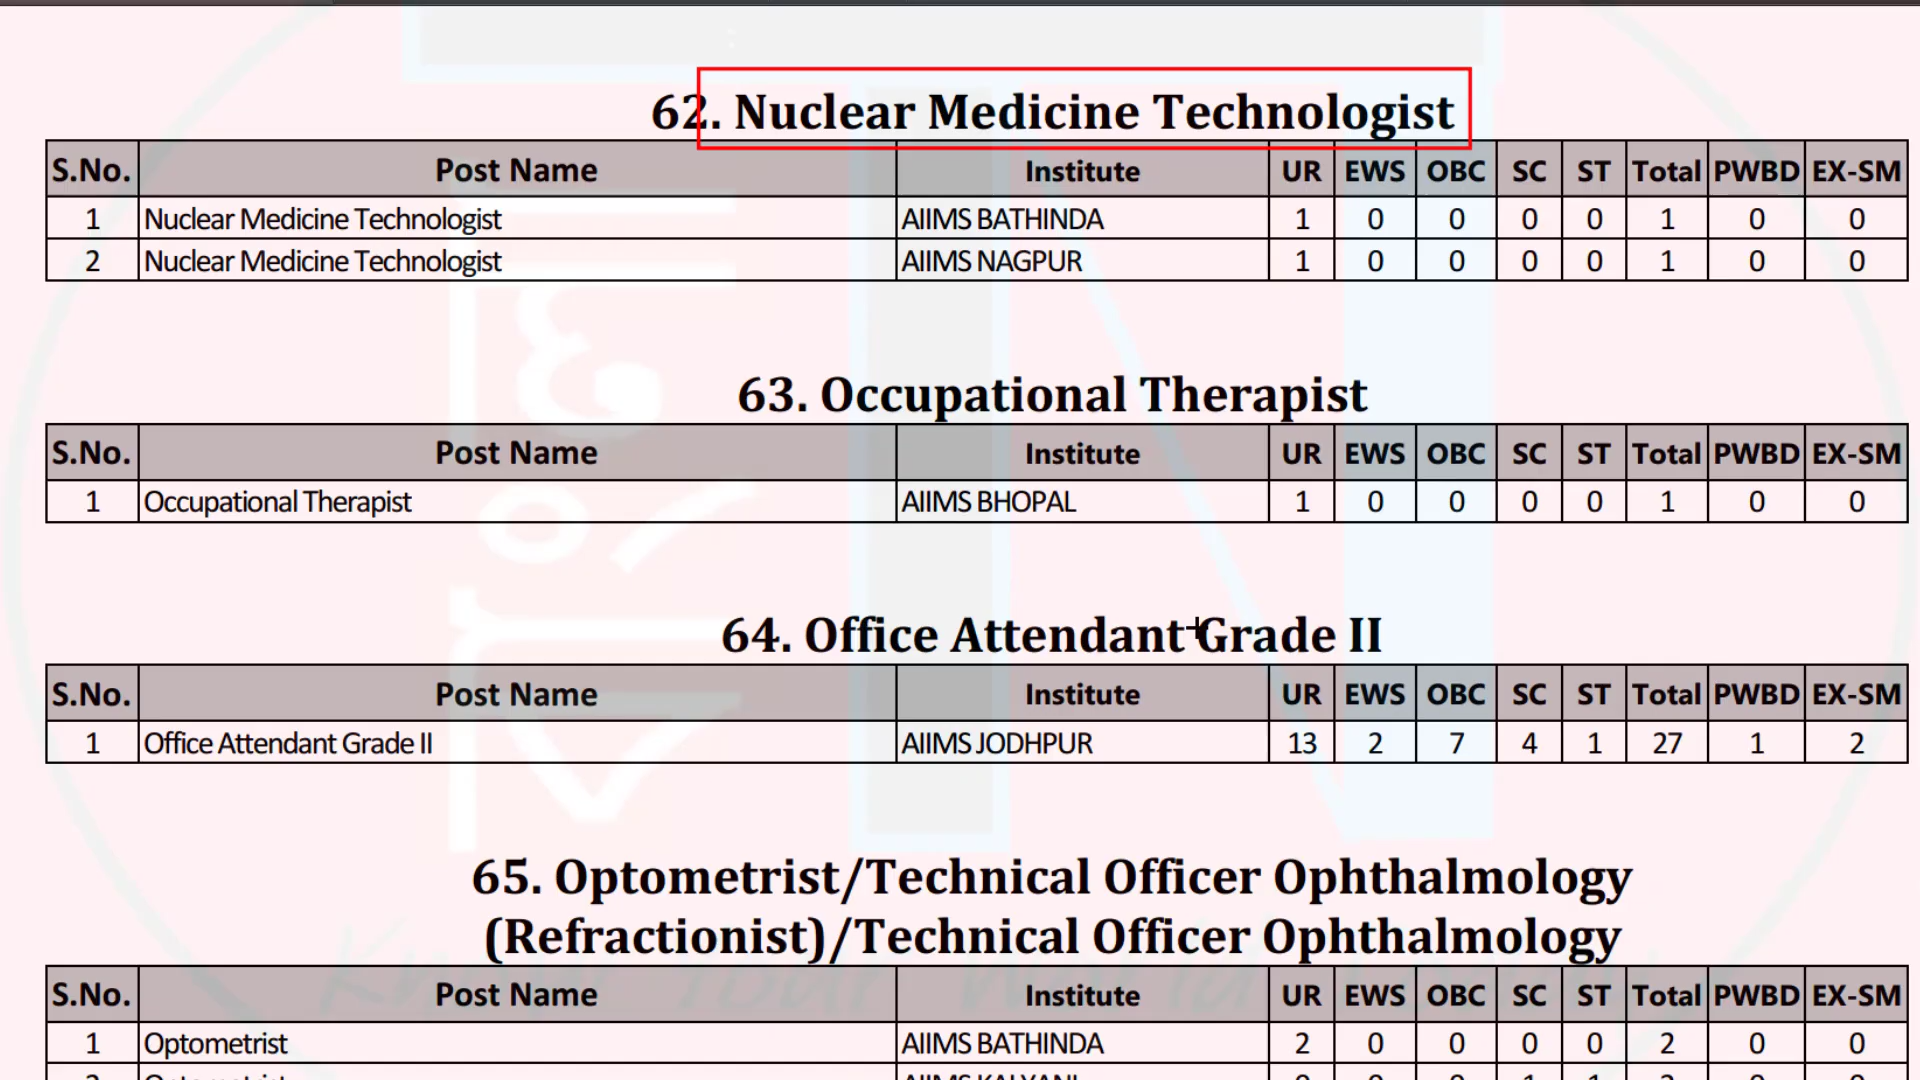 62. Nuclear Medicine Technologist
S.No. Post Name Institute UR EWS OBC SC ST Total PWBD EX-SM
1 Nuclear Medicine Technologist AIIMS BATHINDA 1 0 0 0 0 1 0 0
2 Nuclear Medicine Technologist AIIMS NAGPUR 1 0 0 0 0 1 0 0
63. Occupational Therapist
S.No. Post Name Institute UR EWS OBC SC ST Total PWBD EX-SM
1 Occupational Therapist AIIMS BHOPAL 1 0 0 0 0 1 0 0
64. Office Attendant Grade II
S.No. Post Name Institute UR EWS OBC SC ST Total PWBD EX-SM
1 Office Attendant Grade II AIIMS JODHPUR 13 2 7 4 1 27 1 2
65. Optometrist/Technical Officer Ophthalmology
(Refractionist)/Technical Officer Ophthalmology
S.No. Post Name Institute UR EWS OBC SC ST Total PWBD EX-SM
1 Optometrist AIIMS BATHINDA 2 0 0 0 0 2 0 0